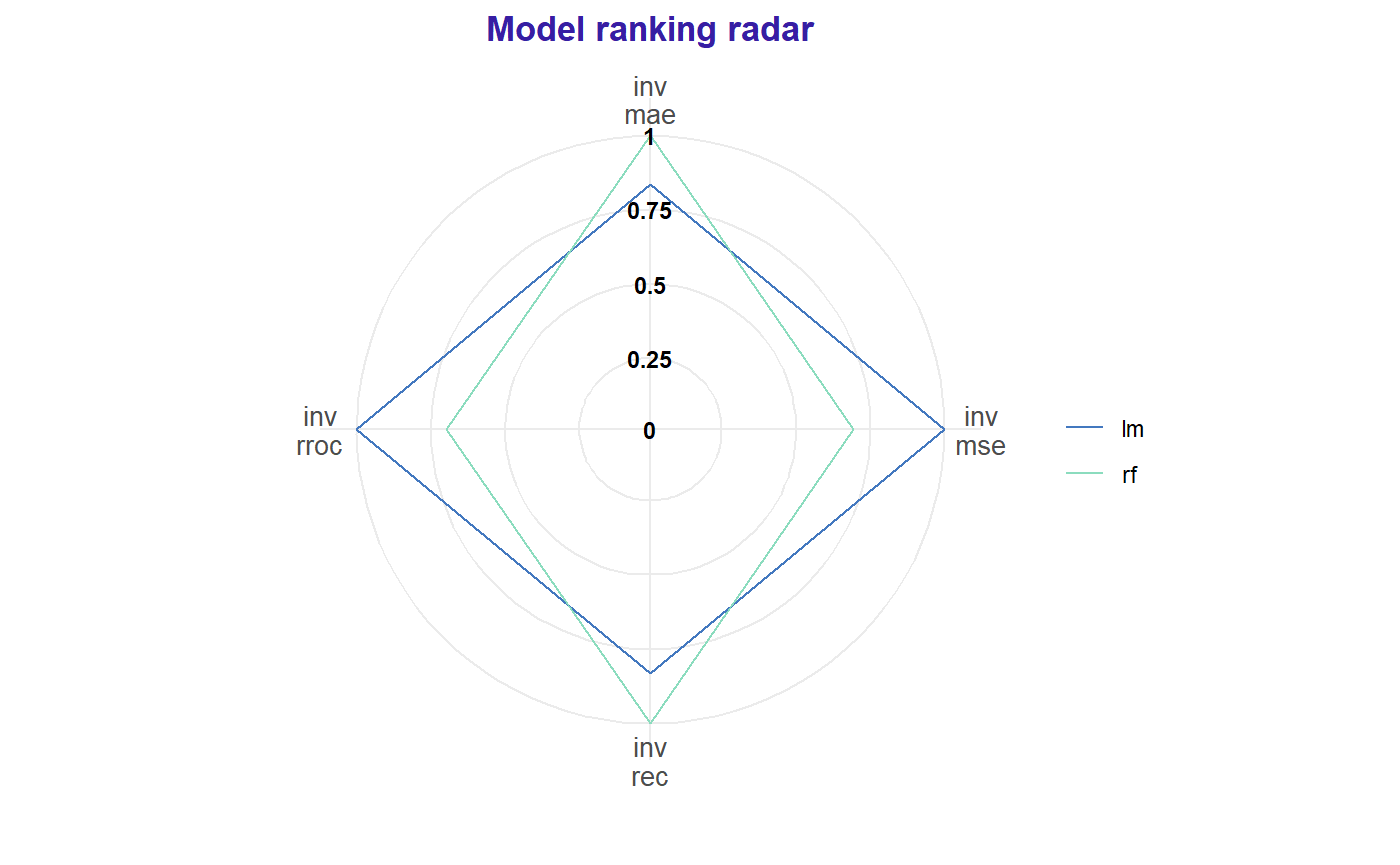 Model ranking radar
inv
mae
1
0.75
0.5
0.25
0
inv
rroc
inv
mse
lm
rf
inv
rec